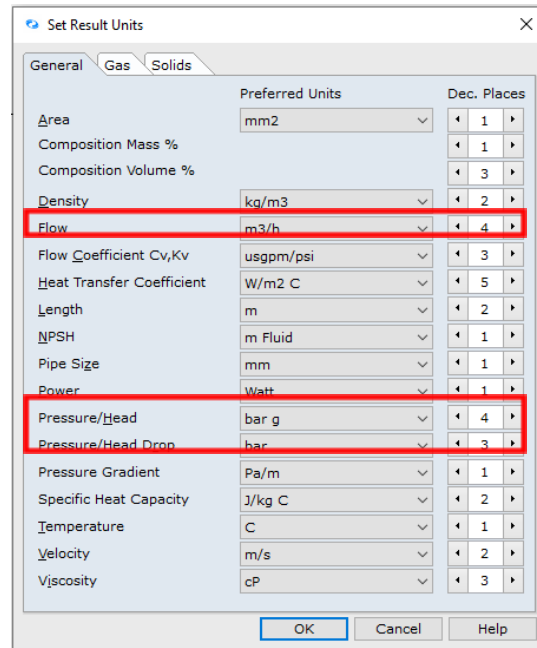 Set Result Units
General Gas Solids
Preferred Units Dec. Places
Area mm2 1
Composition Mass % 1
Composition Volume % 3
Density kg/m3 2
Flow m3/h 4
Flow Coefficient Cv,Kv usgpm/psi 3
Heat Transfer Coefficient W/m2 C 5
Length m 2
NPSH m Fluid 1
Pipe Size mm 1
Power Watt 1
Pressure/Head bar g 4
Pressure/Head Drop bar 3
Pressure Gradient Pa/m 1
Specific Heat Capacity J/kg C 2
Temperature C 1
Velocity m/s 2
Viscosity cP 3
OK Cancel Help